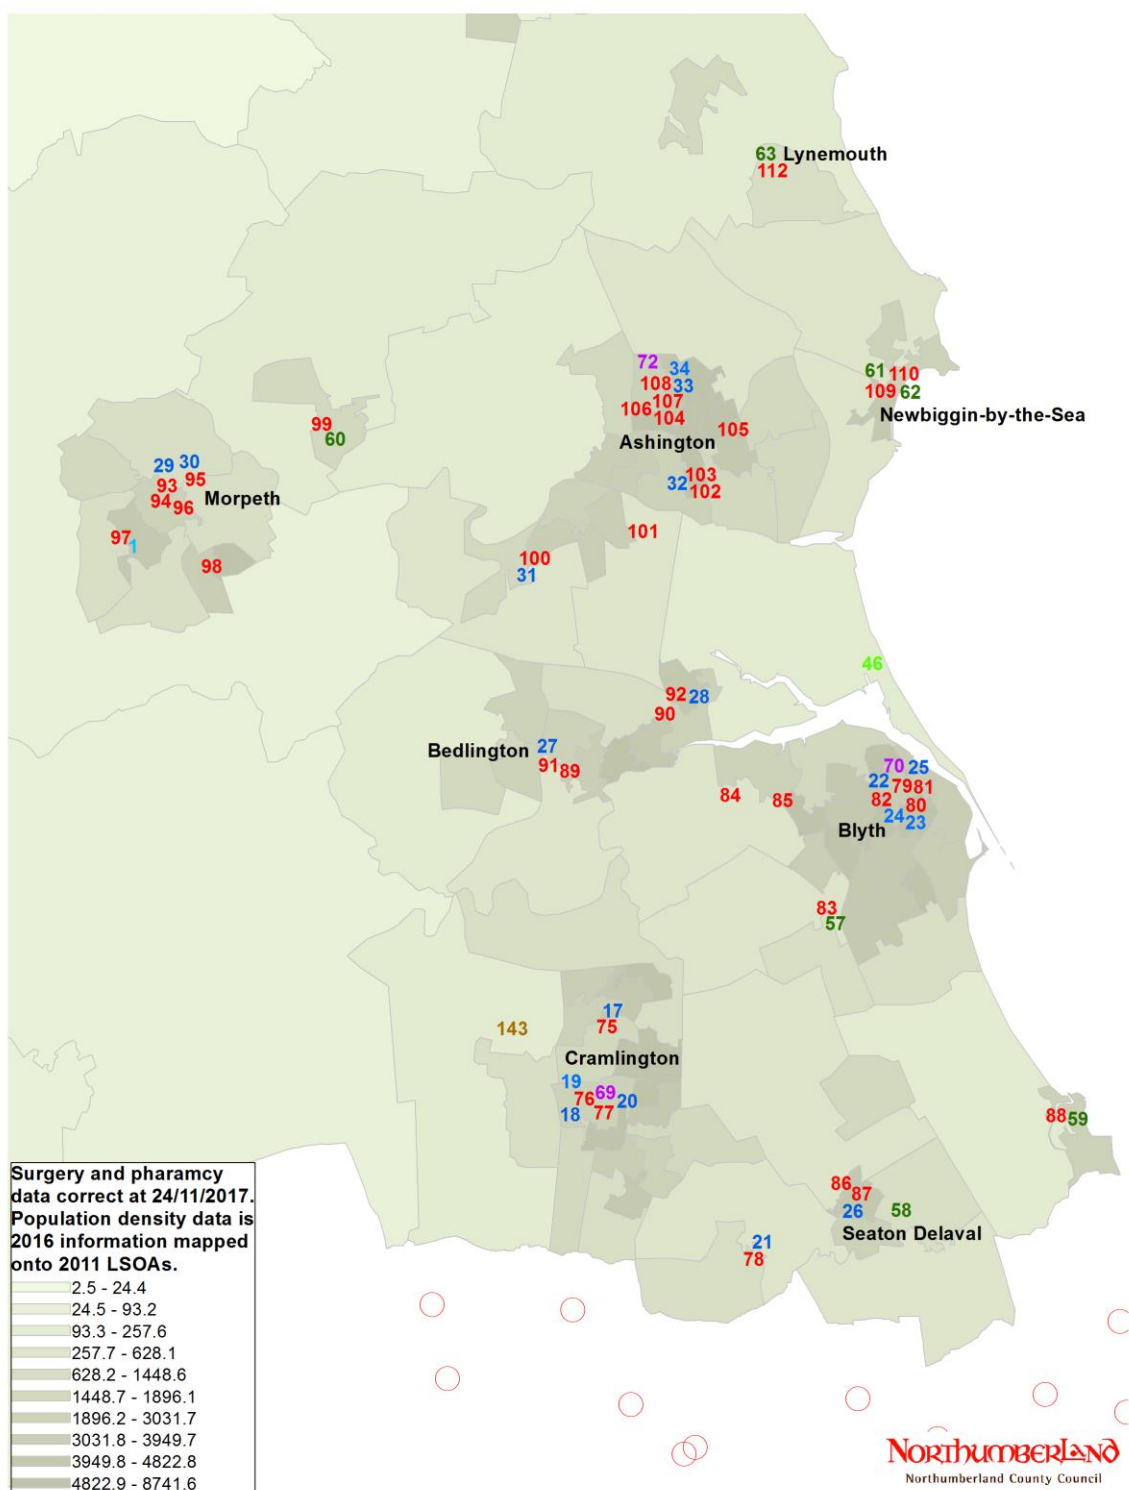 63 Lynemouth
112
72
34
108
33
107
106
104
105
Ashington
61
110
109
62
Newbiggin-by-the-Sea
99
60
29
30
93
95
94
96
Morpeth
97
1
98
32
103
102
101
100
31
46
92
28
90
Bedlington
27
91
89
70
25
22
79
81
82
80
24
23
Blyth
84
85
83
57
143
17
75
Cramlington
19
69
76
20
18
77
88
59
86
87
26
58
Seaton Delaval
21
78
Surgery and pharamcy
data correct at 24/11/2017.
Population density data is
2016 information mapped
onto 2011 LSOAs.
2.5 - 24.4
24.5 - 93.2
93.3 - 257.6
257.7 - 628.1
628.2 - 1448.6
1448.7 - 1896.1
1896.2 - 3031.7
3031.8 - 3949.7
3949.8 - 4822.8
4822.9 - 8741.6
NORTHUMBERLAND
Northumberland County Council